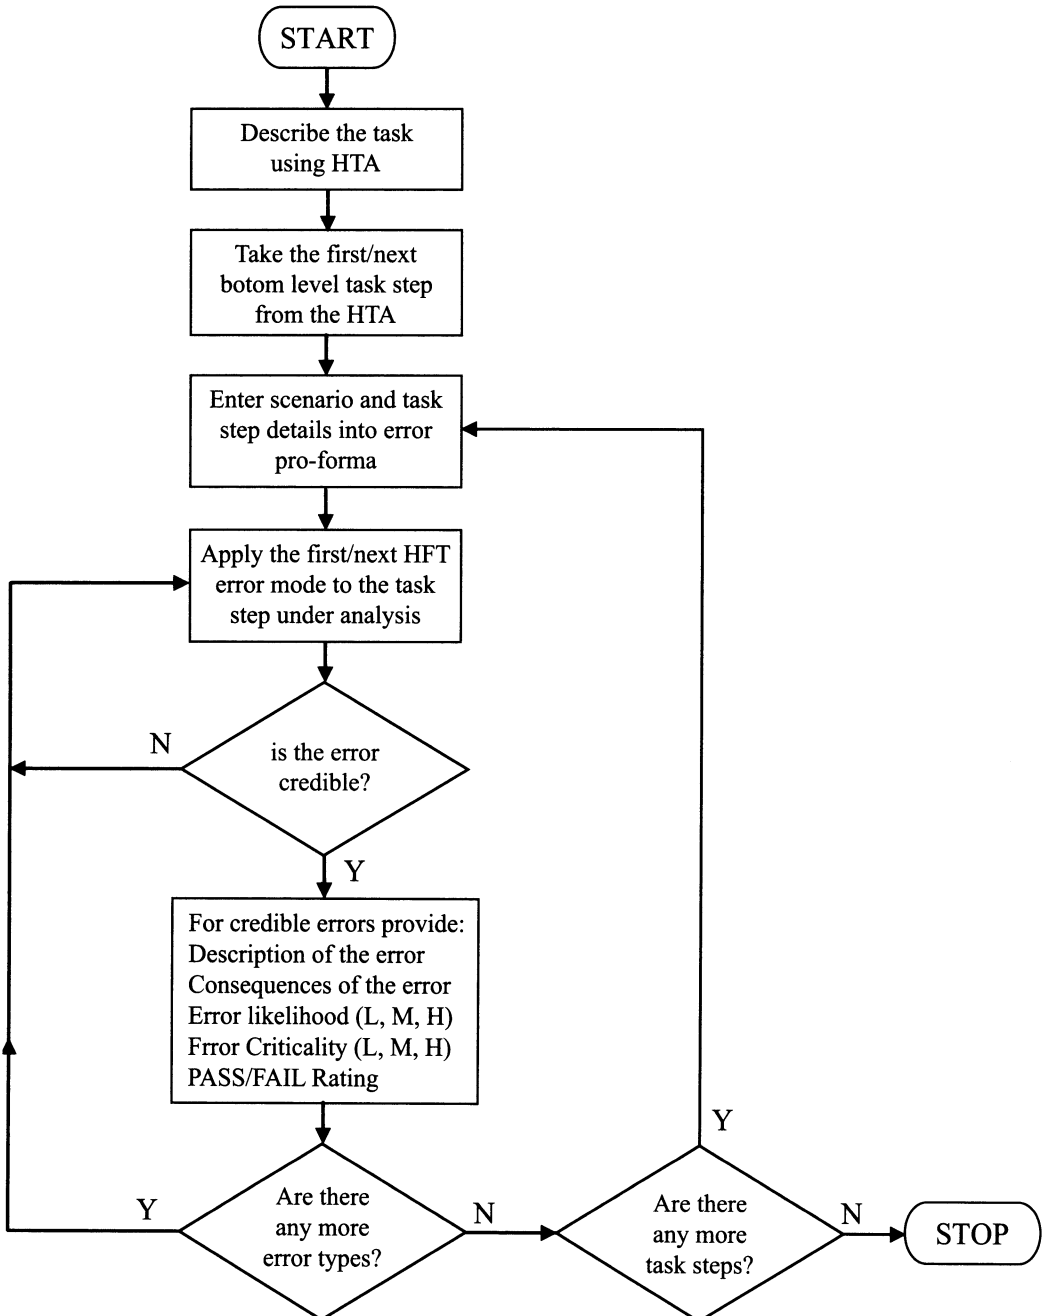 START
Describe the task
using HTA
Take the first/next
botom level task step
from the HTA
Enter scenario and task
step details into error
pro-forma
Apply the first/next HFT
error mode to the task
step under analysis
N
is the error
credible?
Y
For credible errors provide:
Description of the error
Consequences of the error
Error likelihood (L, M, H)
Frror Criticality (L, M, H)
PASS/FAIL Rating
Y
Are there
any more
error types?
N
Y
Are there
any more
task steps?
N
STOP